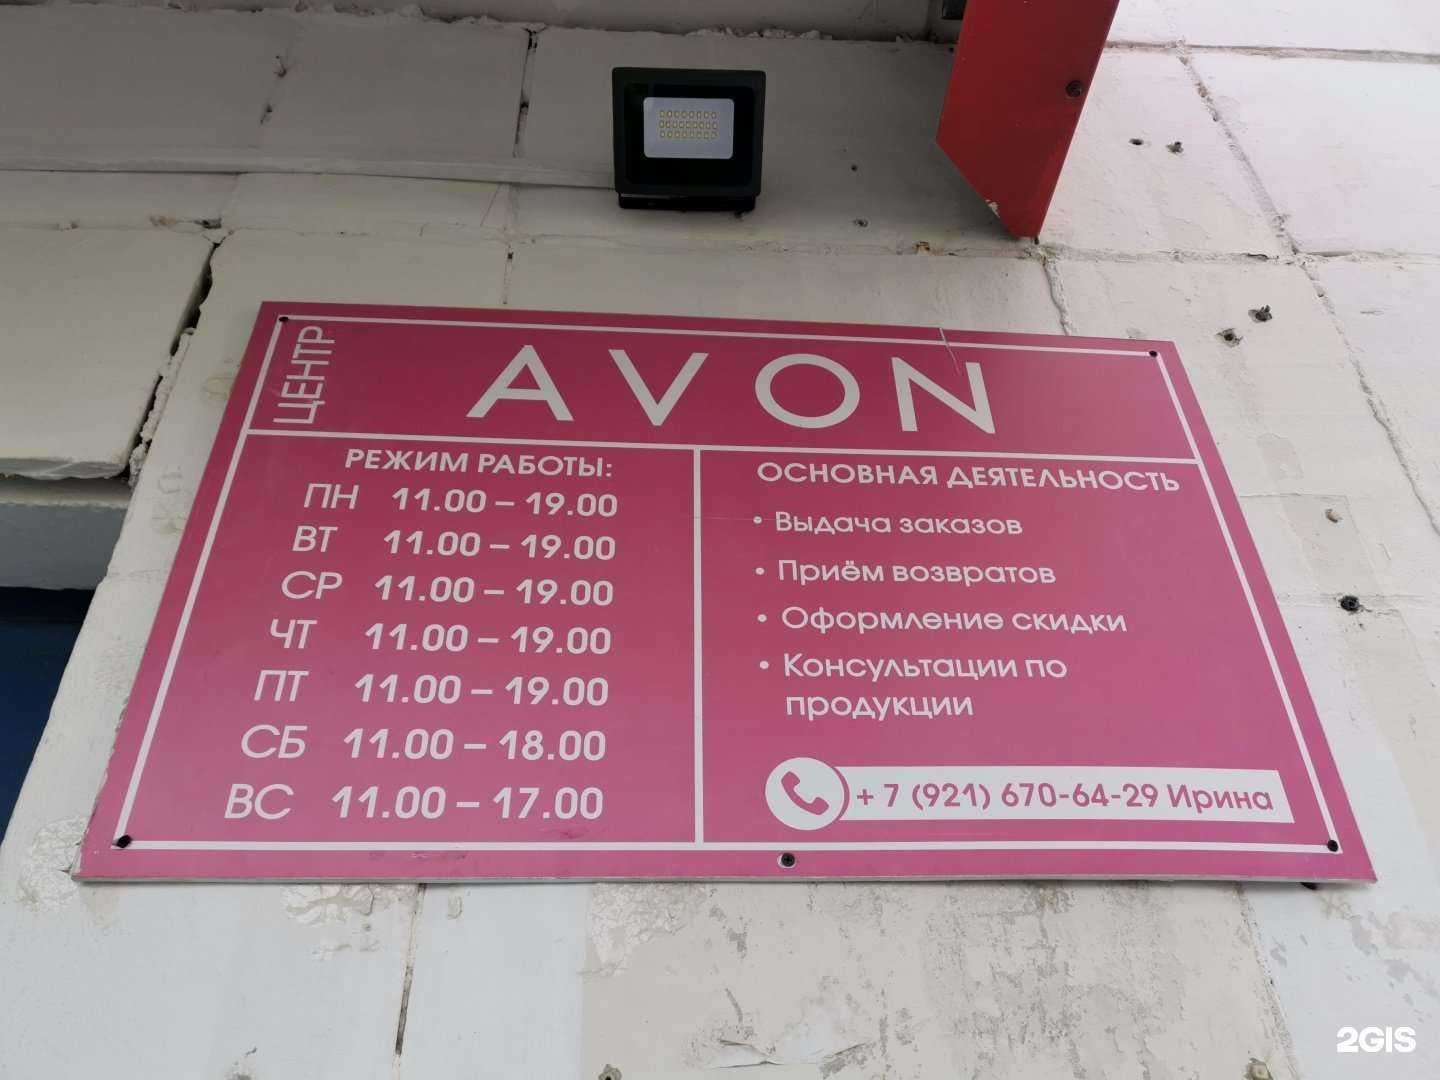 ЦЕНТР
AVON
РЕЖИМ РАБОТЫ:
ПН 11.00 – 19.00
ВТ 11.00 – 19.00
СР 11.00 – 19.00
ЧТ 11.00 – 19.00
ПТ 11.00 – 19.00
СБ 11.00 – 18.00
ВС 11.00 – 17.00
ОСНОВНАЯ ДЕЯТЕЛЬНОСТЬ
• Выдача заказов
• Приём возвратов
• Оформление скидки
• Консультации по
продукции
+ 7 (921) 670-64-29 Ирина
2GIS